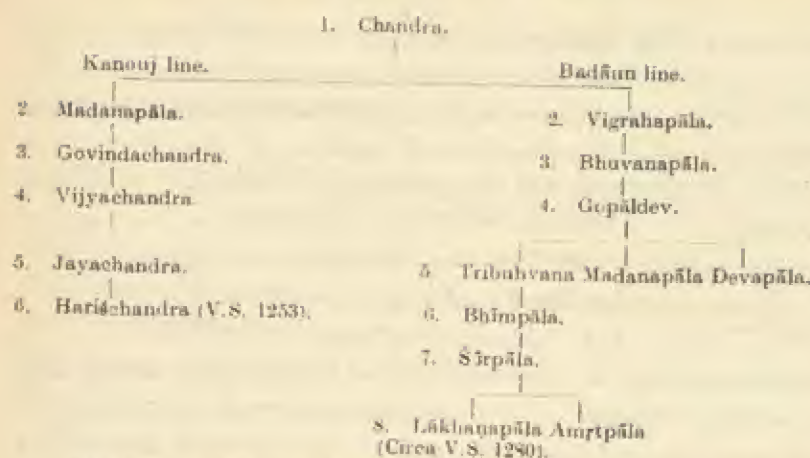 1. Chandra.
Kanouj line.
Badāun line.
2 Madanapāla.
3. Govindachandra.
4. Vijyachandra
5. Jayachandra.
6. Hariśchandra (V.S. 1253).
2. Vigrahapāla.
3. Bhuvanapāla.
4. Gopāldev.
5 Tribuhvana Madanapāla Devapāla.
6. Bhīmpāla.
7. Śūrpāla.
8. Lākhaṇapāla Amṛtpāla
(Circa V.S. 1280).